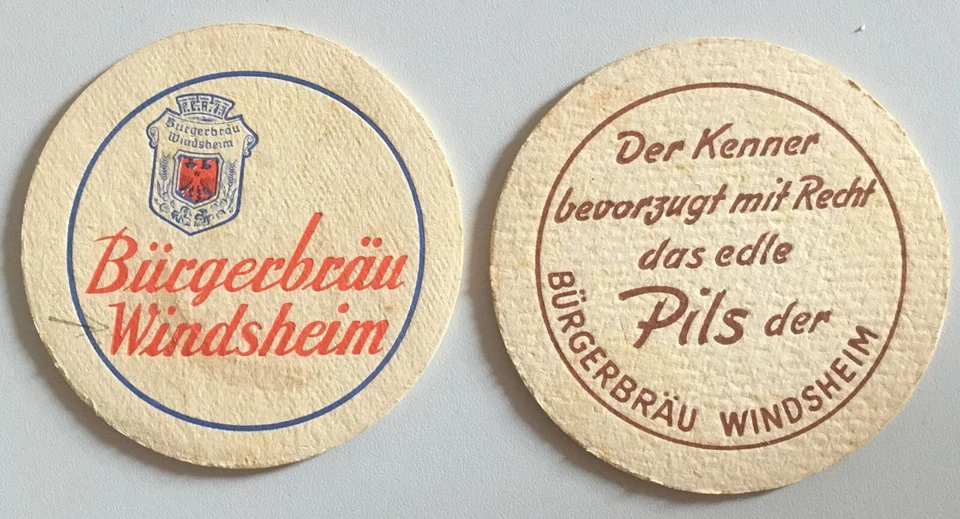 Bürgerbräu
Windsheim
Bürgerbräu
Windsheim
Der Kenner
bevorzugt mit Recht
das edle
Pils der
BÜRGERBRÄU WINDSHEIM